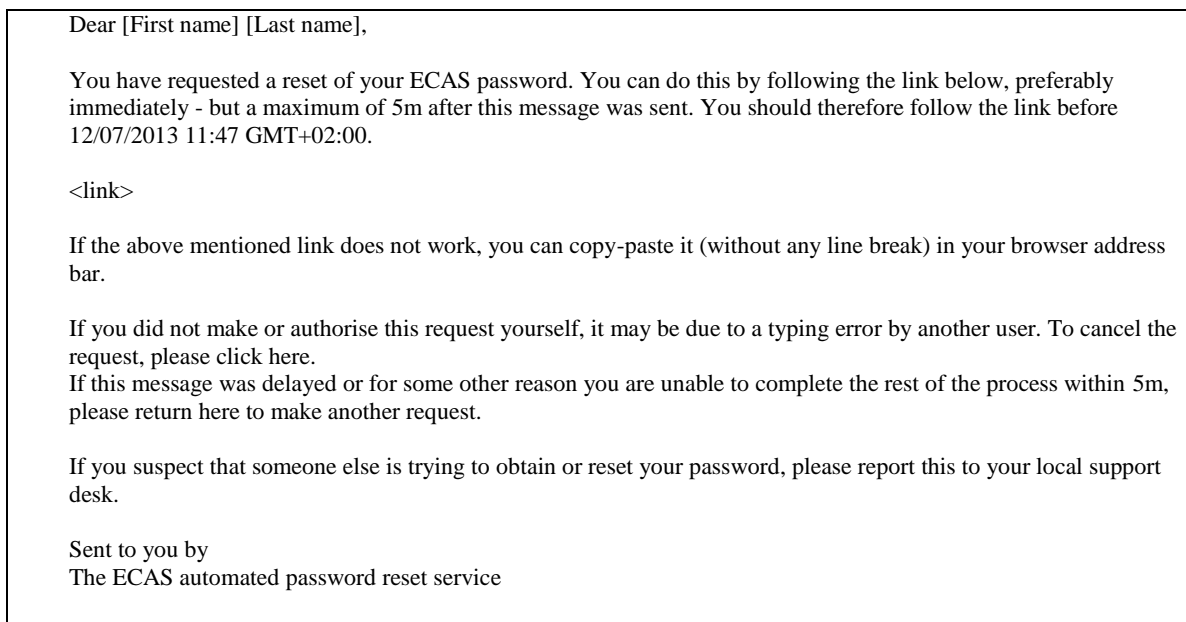 Dear [First name] [Last name],
You have requested a reset of your ECAS password. You can do this by following the link below, preferably
immediately - but a maximum of 5m after this message was sent. You should therefore follow the link before
12/07/2013 11:47 GMT+02:00.
<link>
If the above mentioned link does not work, you can copy-paste it (without any line break) in your browser address
bar.
If you did not make or authorise this request yourself, it may be due to a typing error by another user. To cancel the
request, please click here.
If this message was delayed or for some other reason you are unable to complete the rest of the process within 5m,
please return here to make another request.
If you suspect that someone else is trying to obtain or reset your password, please report this to your local support
desk.
Sent to you by
The ECAS automated password reset service